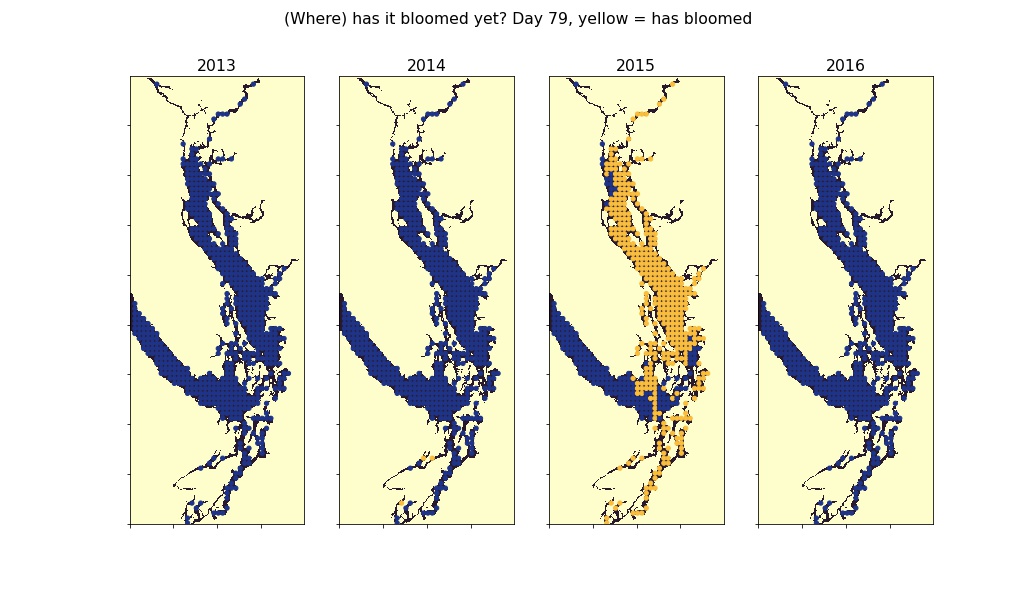 (Where) has it bloomed yet? Day 79, yellow = has bloomed
2013 2014 2015 2016